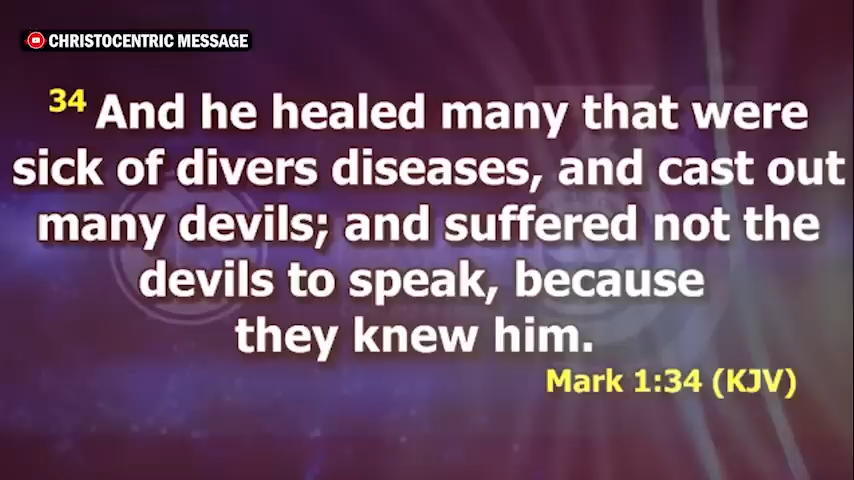 CHRISTOCENTRIC MESSAGE
34 And he healed many that were
sick of divers diseases, and cast out
many devils; and suffered not the
devils to speak, because
they knew him.
Mark 1:34 (KJV)